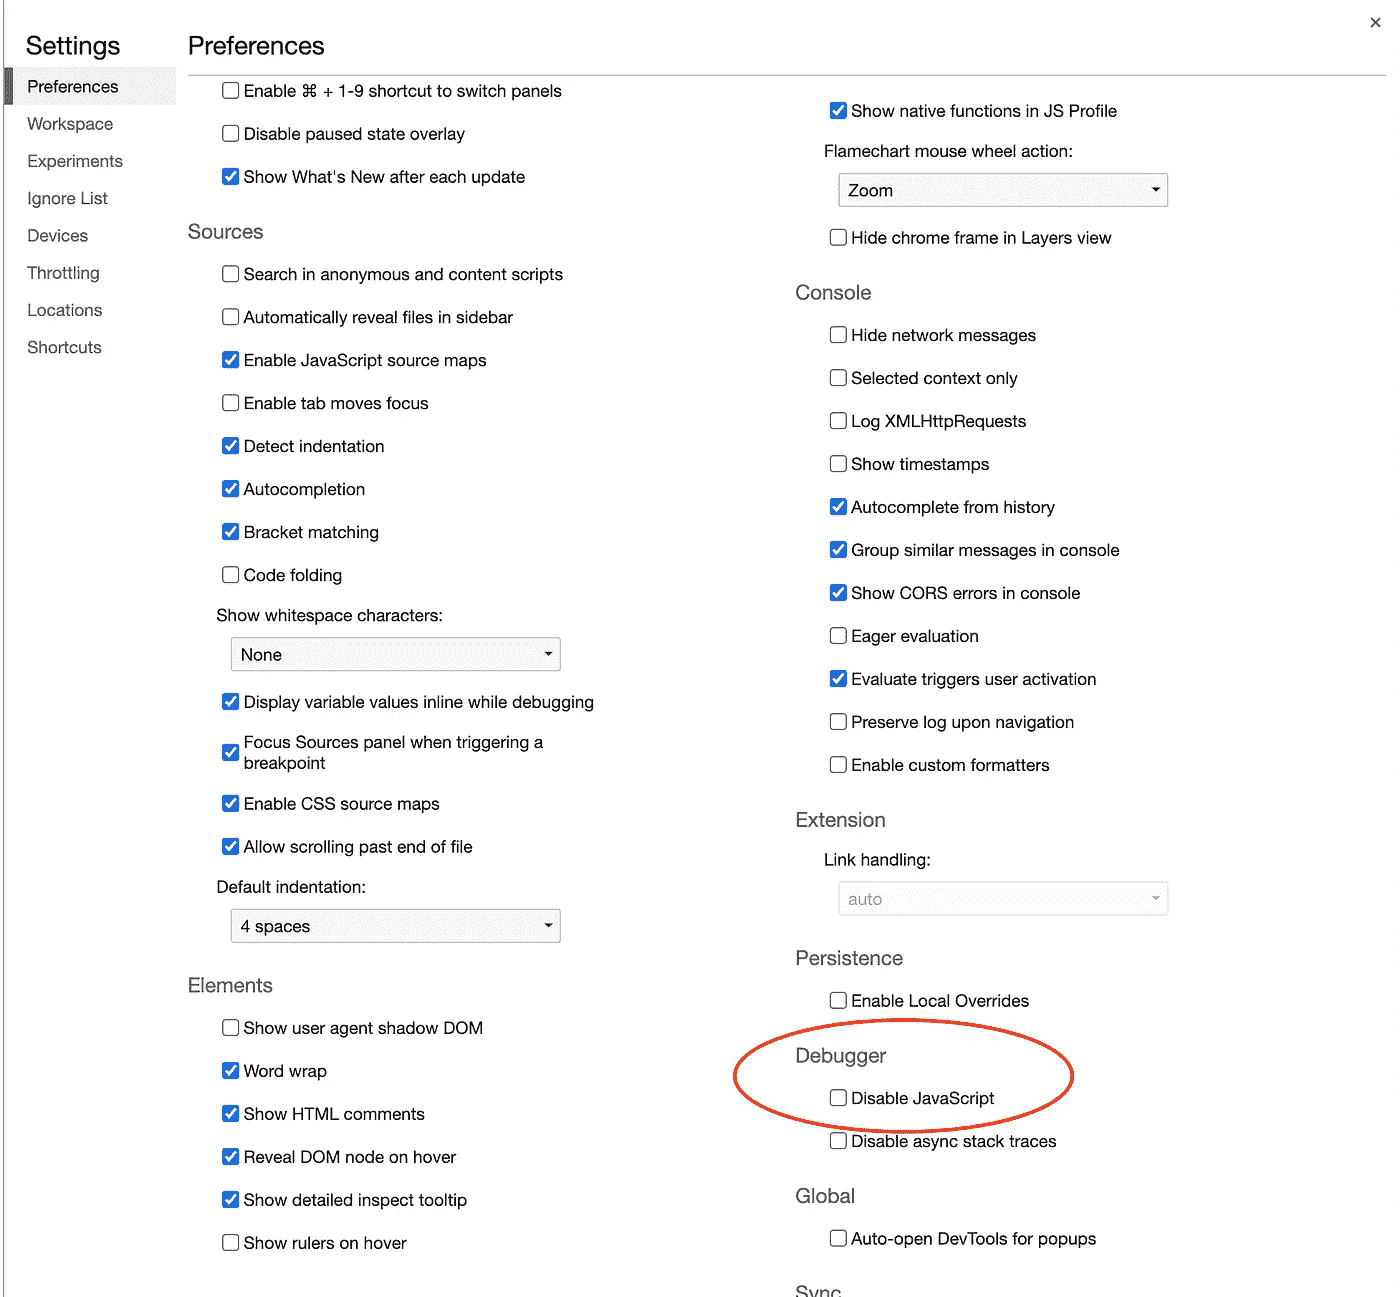 Settings
Preferences
Workspace
Experiments
Ignore List
Devices
Throttling
Locations
Shortcuts
Preferences
Enable ⌘ + 1-9 shortcut to switch panels
Disable paused state overlay
Show What's New after each update
Sources
Search in anonymous and content scripts
Automatically reveal files in sidebar
Enable JavaScript source maps
Enable tab moves focus
Detect indentation
Autocompletion
Bracket matching
Code folding
Show whitespace characters:
None
Display variable values inline while debugging
Focus Sources panel when triggering a
breakpoint
Enable CSS source maps
Allow scrolling past end of file
Default indentation:
4 spaces
Elements
Show user agent shadow DOM
Word wrap
Show HTML comments
Reveal DOM node on hover
Show detailed inspect tooltip
Show rulers on hover
Show native functions in JS Profile
Flamechart mouse wheel action:
Zoom
Hide chrome frame in Layers view
Console
Hide network messages
Selected context only
Log XMLHttpRequests
Show timestamps
Autocomplete from history
Group similar messages in console
Show CORS errors in console
Eager evaluation
Evaluate triggers user activation
Preserve log upon navigation
Enable custom formatters
Extension
Link handling:
auto
Persistence
Enable Local Overrides
Debugger
Disable JavaScript
Disable async stack traces
Global
Auto-open DevTools for popups
Sync